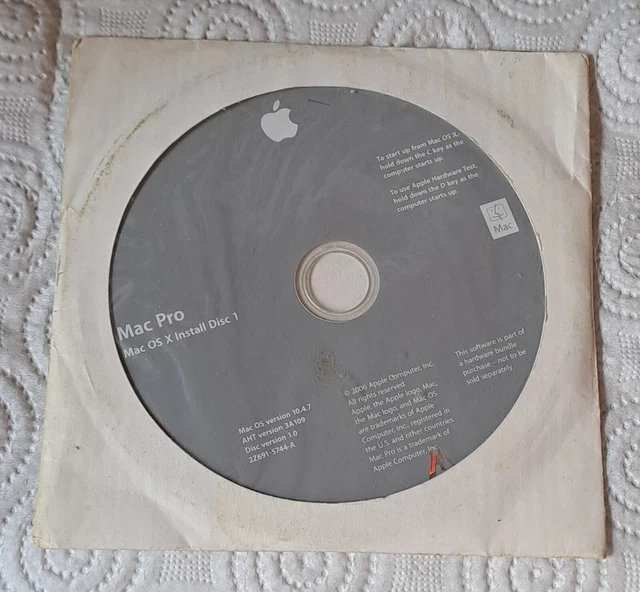 To start up from Mac OS X,
hold down the C key as the
computer starts up.
To use Apple Hardware Test,
hold down the D key as the
computer starts up.
Mac
Mac Pro
Mac OS X Install Disc 1
Mac OS version 10.4.7
AHT version 3A109
Disc version 1.0
2Z691-5744-A
© 2006 Apple Computer, Inc.
All rights reserved.
Apple, the Apple logo, Mac,
the Mac logo, and Mac OS
are trademarks of Apple
Computer, Inc., registered in
the U.S. and other countries.
Mac Pro is a trademark of
Apple Computer, Inc.
This software is part of
a hardware bundle
purchase—not to be
sold separately.